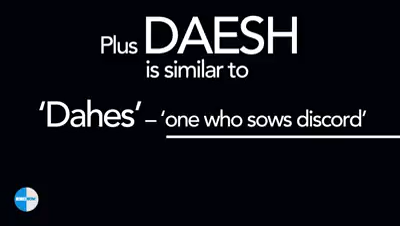 Plus DAESH
is similar to
‘Dahes’ – ‘one who sows discord’